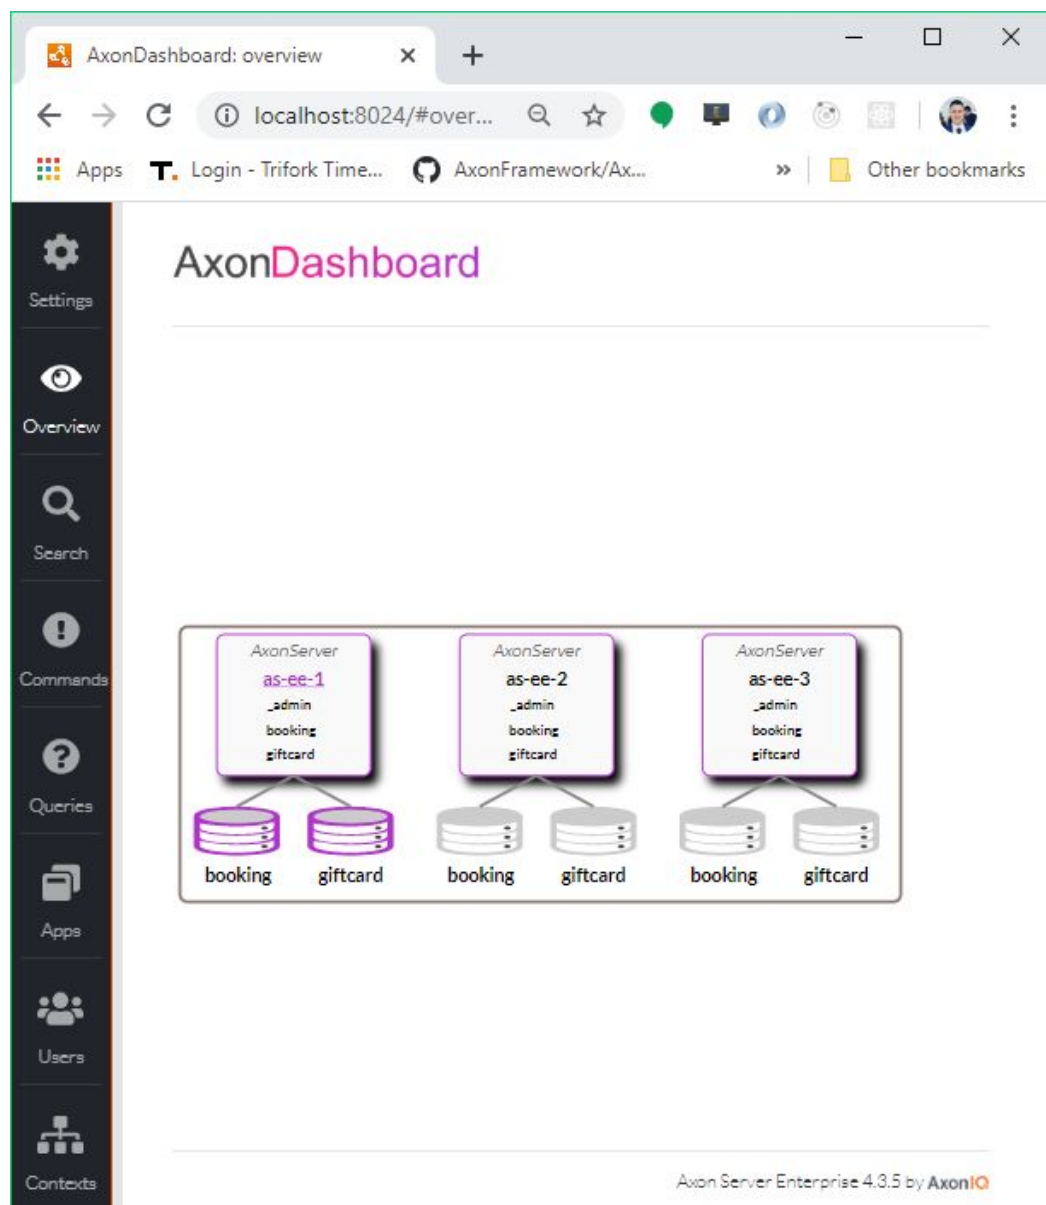 AxonDashboard: overview
localhost:8024/#over...
Apps
T. Login - Trifork Time...
AxonFramework/Ax...
»
Other bookmarks
Settings
Overview
Search
Commands
Queries
Apps
Users
Contexts
AxonDashboard
AxonServer
as-ee-1
_admin
booking
giftcard
booking
giftcard
AxonServer
as-ee-2
_admin
booking
giftcard
booking
giftcard
AxonServer
as-ee-3
_admin
booking
giftcard
booking
giftcard
Axon Server Enterprise 4.3.5 by AxonIQ